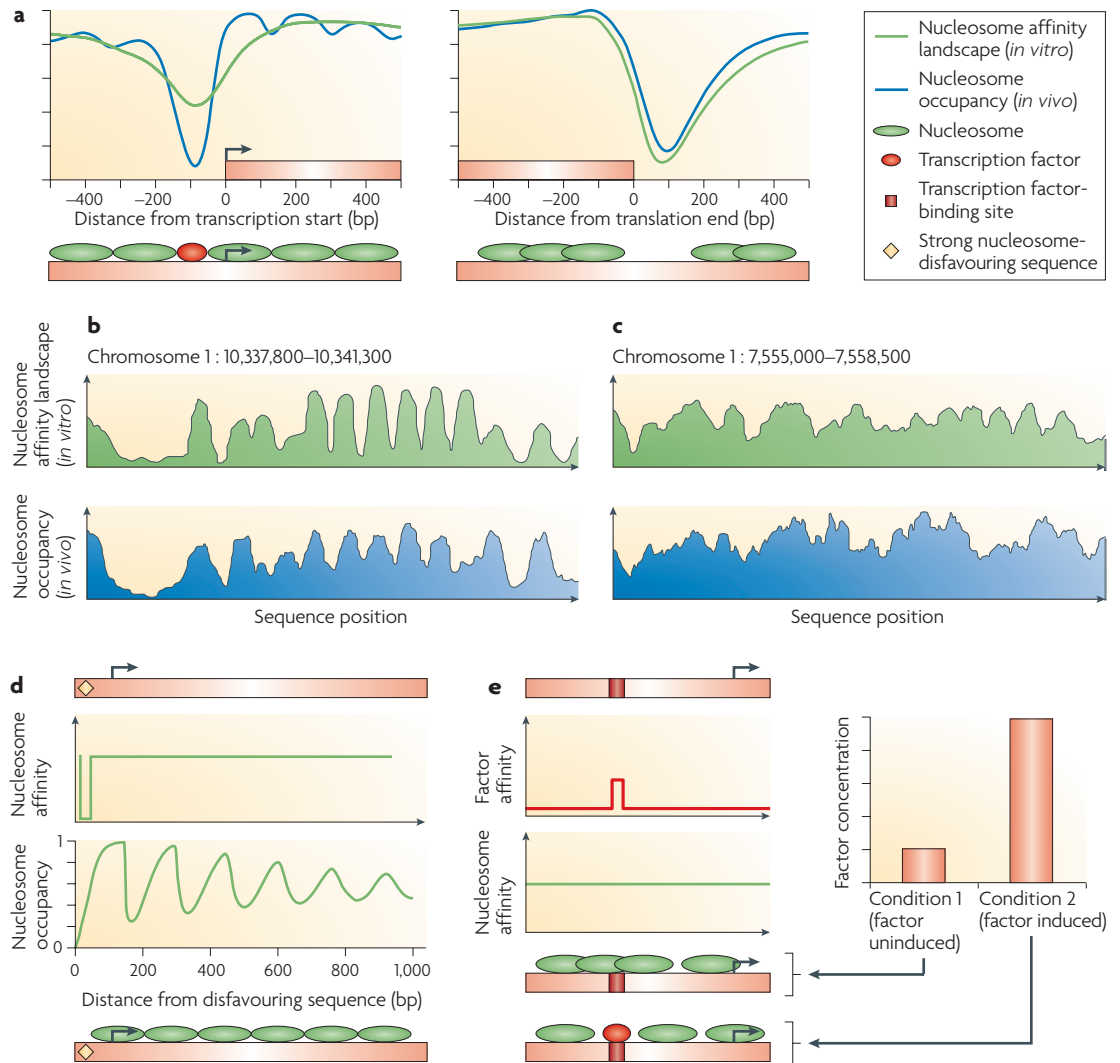 a
–400
–200
0
200
400
Distance from transcription start (bp)
–400
–200
0
200
400
Distance from translation end (bp)
Nucleosome affinity
landscape (in vitro)
Nucleosome
occupancy (in vivo)
Nucleosome
Transcription factor
Transcription factor-
binding site
Strong nucleosome-
disfavouring sequence
b
Chromosome 1 : 10,337,800–10,341,300
c
Chromosome 1 : 7,555,000–7,558,500
Nucleosome
affinity landscape
(in vitro)
Nucleosome
occupancy
(in vivo)
Sequence position
Sequence position
d
Nucleosome
affinity
Nucleosome
occupancy
1
0
0
200
400
600
800
1,000
Distance from disfavouring sequence (bp)
e
Factor
affinity
Nucleosome
affinity
Factor concentration
Condition 1
(factor
uninduced)
Condition 2
(factor induced)